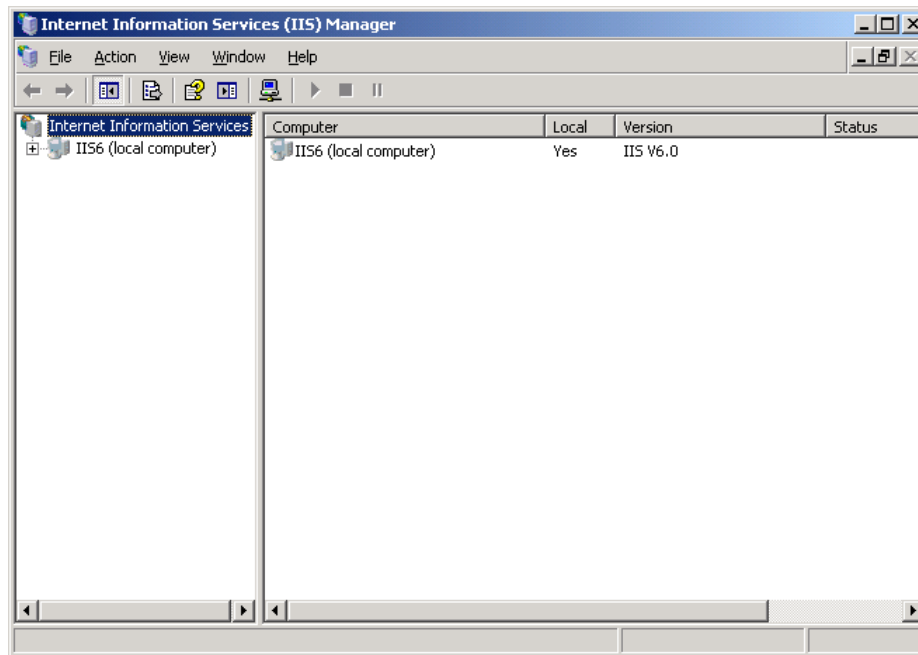 Internet Information Services (IIS) Manager
File Action View Window Help
Internet Information Services
IIS6 (local computer)
Computer Local Version Status
IIS6 (local computer) Yes IIS V6.0